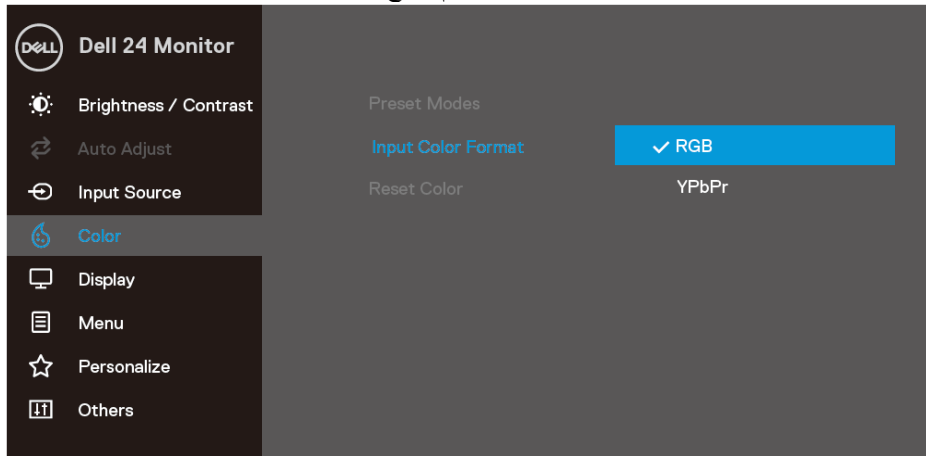 DELL
Dell 24 Monitor
Brightness / Contrast
Auto Adjust
Input Source
Color
Display
Menu
Personalize
Others
Preset Modes
Input Color Format
Reset Color
RGB
YPbPr